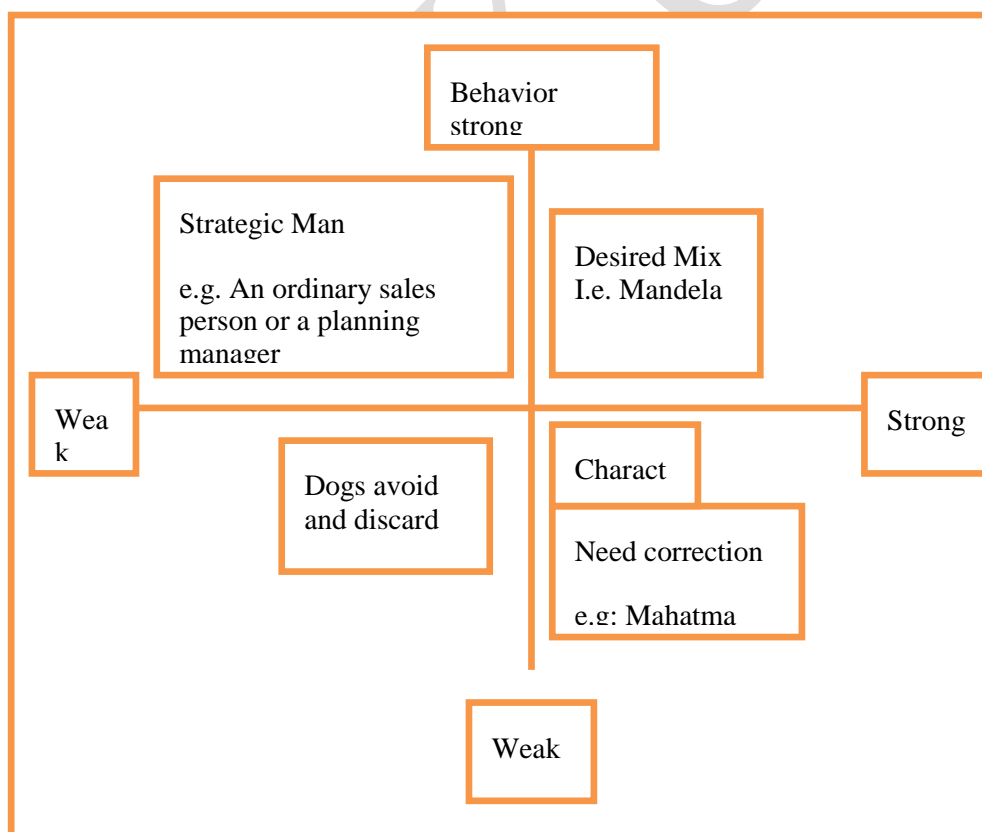 Behavior
strong
Strategic Man
e.g. An ordinary sales
person or a planning
manager
Desired Mix
I.e. Mandela
Wea
k
Strong
Dogs avoid
and discard
Charact
Need correction
e.g: Mahatma
Weak